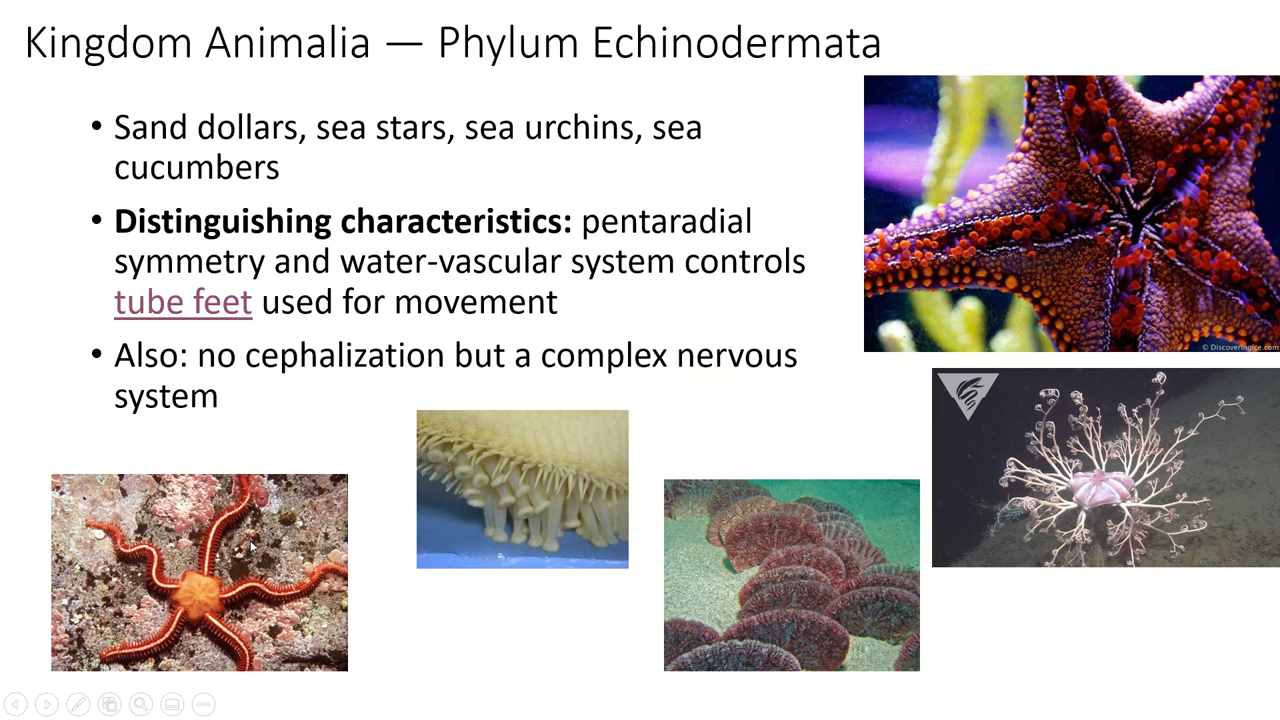 Kingdom Animalia — Phylum Echinodermata
• Sand dollars, sea stars, sea urchins, sea
cucumbers
• Distinguishing characteristics: pentaradial
symmetry and water-vascular system controls
tube feet used for movement
• Also: no cephalization but a complex nervous
system
© DiscoveringIce.com